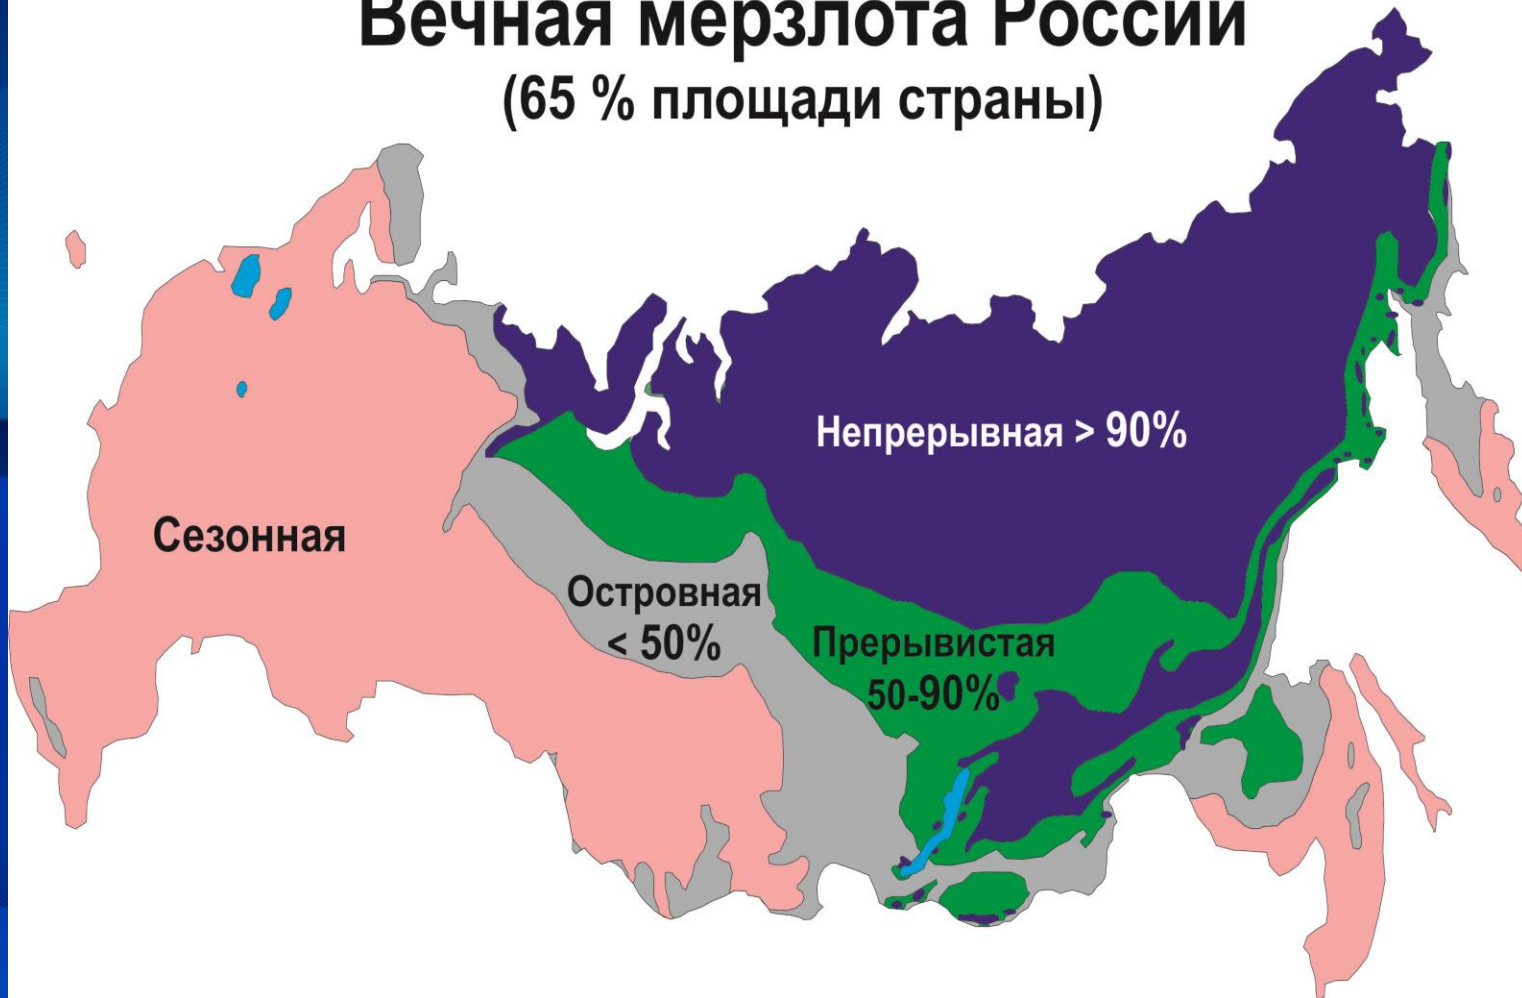 Вечная мерзлота России
(65 % площади страны)
Непрерывная > 90%
Сезонная
Островная
< 50%
Прерывистая
50-90%